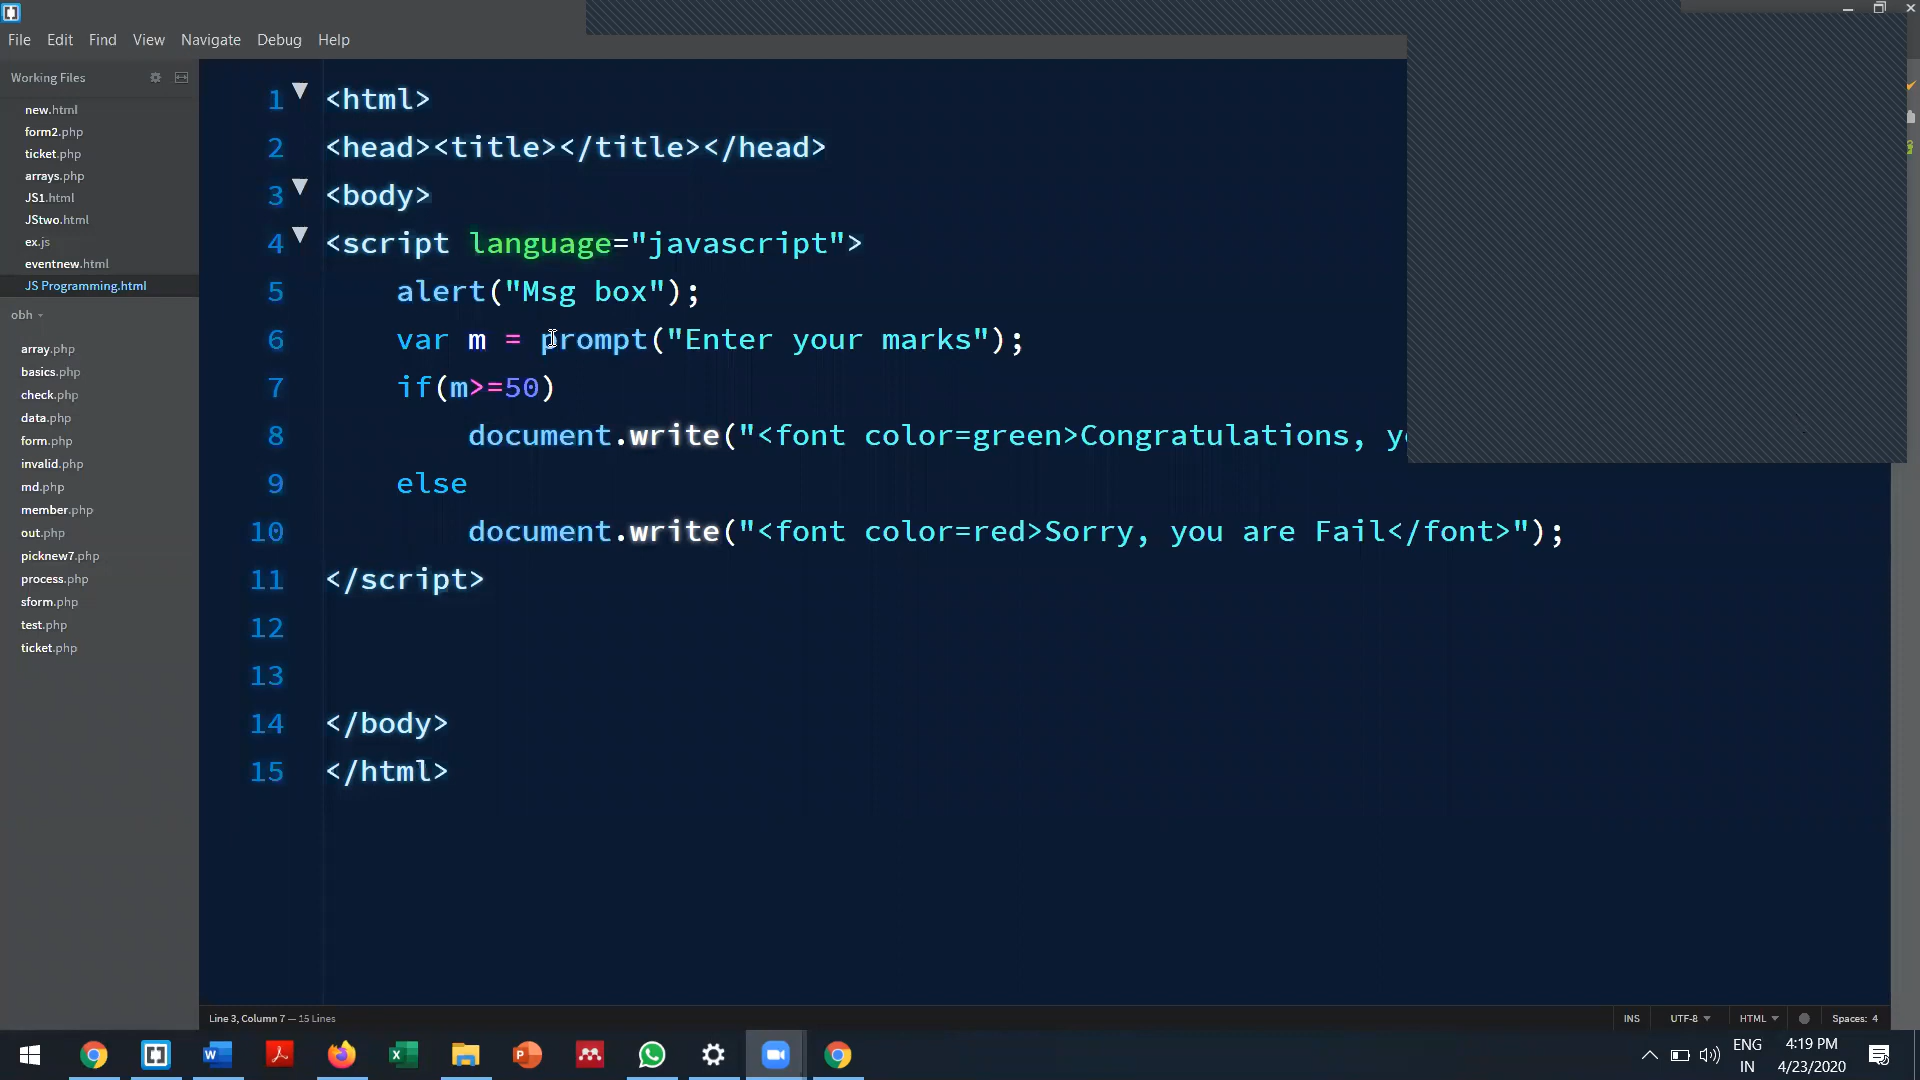 File Edit Find View Navigate Debug Help
Working Files
new.html
form2.php
ticket.php
arrays.php
JS1.html
JStwo.html
ex.js
eventnew.html
JS Programming.html
obh
array.php
basics.php
check.php
data.php
form.php
invalid.php
md.php
member.php
out.php
picknew7.php
process.php
sform.php
test.php
ticket.php
1 <html>
2 <head><title></title></head>
3 <body>
4 <script language="javascript">
5 alert("Msg box");
6 var m = prompt("Enter your marks");
7 if(m>=50)
8 document.write("<font color=green>Congratulations,
9 else
10 document.write("<font color=red>Sorry, you are Fail</font>");
11 </script>
12
13
14 </body>
15 </html>
Line 3, Column 7 — 15 Lines
INS UTF-8 HTML Spaces: 4
ENG 4:19 PM
IN 4/23/2020